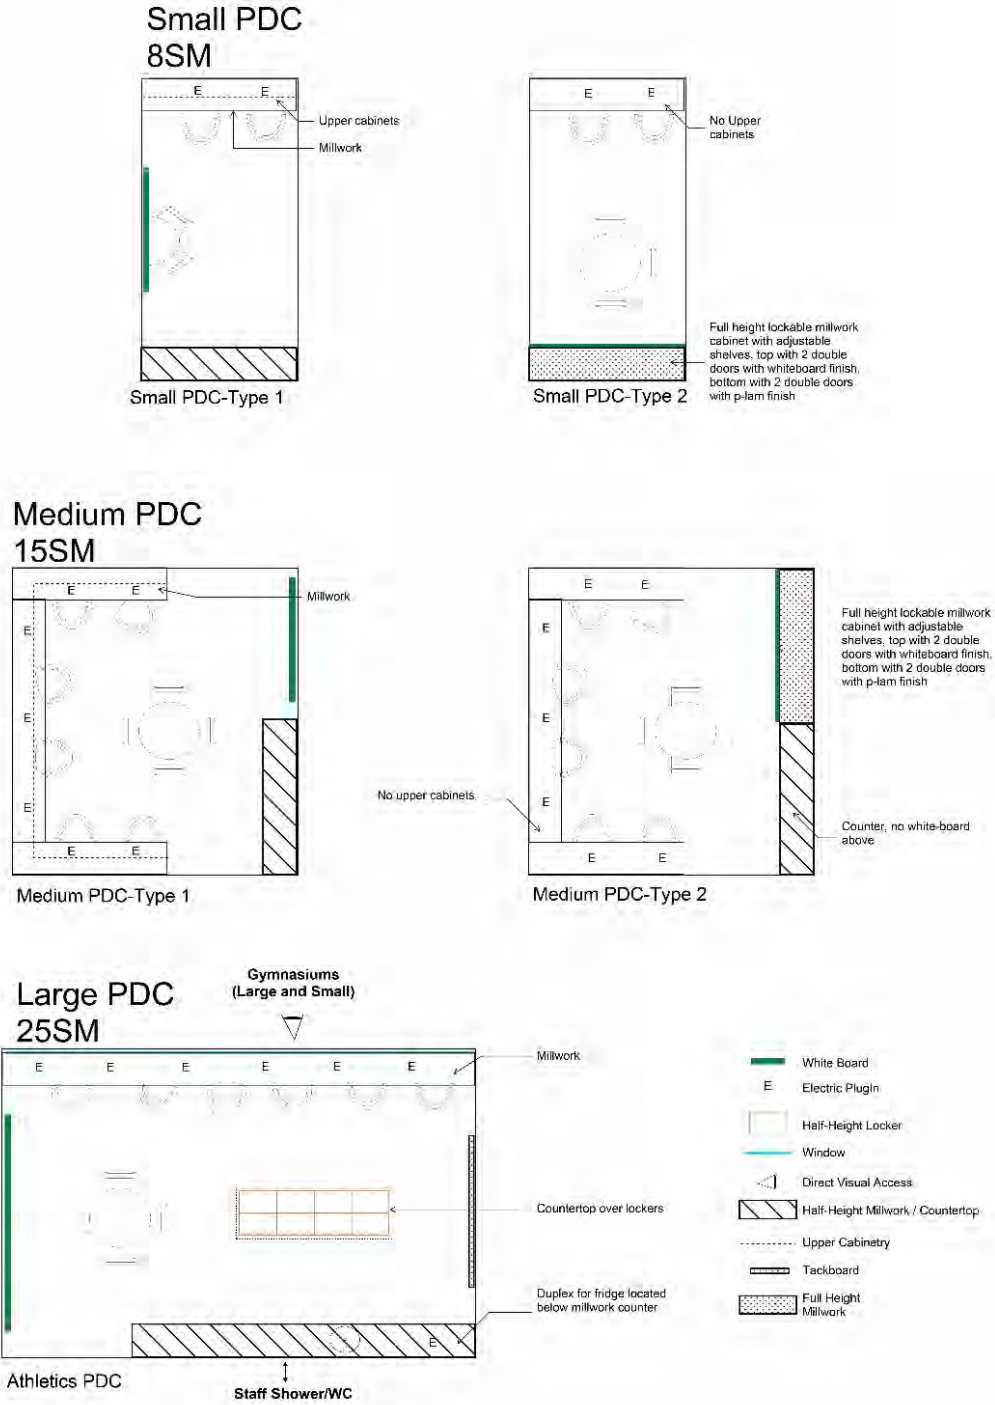 Small PDC
8SM
E E
Upper cabinets
Millwork
Small PDC-Type 1
E E
No Upper
cabinets
Full height lockable millwork
cabinet with adjustable
shelves, top with 2 double
doors with whiteboard finish,
bottom with 2 double doors
with p-lam finish
Small PDC-Type 2
Medium PDC
15SM
E E
Millwork
E
E
E
E E
Medium PDC-Type 1
E E
E
E
E
E E
No upper cabinets
Full height lockable millwork
cabinet with adjustable
shelves, top with 2 double
doors with whiteboard finish,
bottom with 2 double doors
with p-lam finish
Counter, no white-board
above
Medium PDC-Type 2
Large PDC
25SM
Gymnasiums
(Large and Small)
E E E E E E
Millwork
Countertop over lockers
Duplex for fridge located
below millwork counter
E
Athletics PDC
Staff Shower/WC
White Board
E Electric Plugin
Half-Height Locker
Window
Direct Visual Access
Half-Height Millwork / Countertop
Upper Cabinetry
Tackboard
Full Height
Millwork